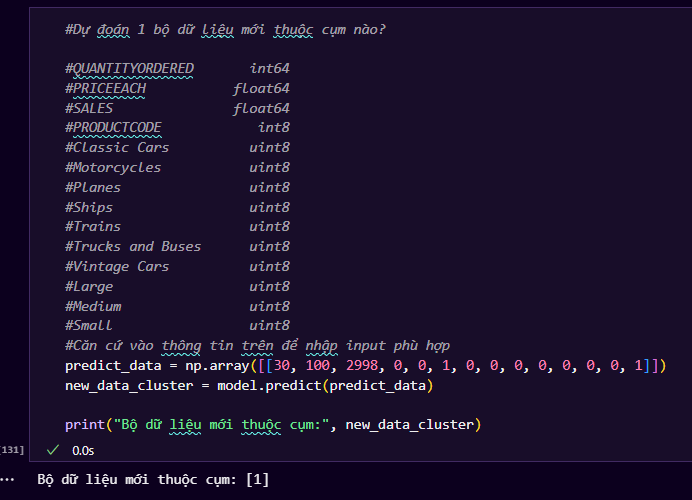 #Dự đoán 1 bộ dữ liệu mới thuộc cụm nào?
#QUANTITYORDERED int64
#PRICEEACH float64
#SALES float64
#PRODUCTCODE int8
#Classic Cars uint8
#Motorcycles uint8
#Planes uint8
#Ships uint8
#Trains uint8
#Trucks and Buses uint8
#Vintage Cars uint8
#Large uint8
#Medium uint8
#Small uint8
#Căn cứ vào thông tin trên để nhập input phù hợp
predict_data = np.array([[30, 100, 2998, 0, 0, 1, 0, 0, 0, 0, 0, 0, 0, 1]])
new_data_cluster = model.predict(predict_data)
print("Bộ dữ liệu mới thuộc cụm:", new_data_cluster)
[131] 0.0s
Bộ dữ liệu mới thuộc cụm: [1]